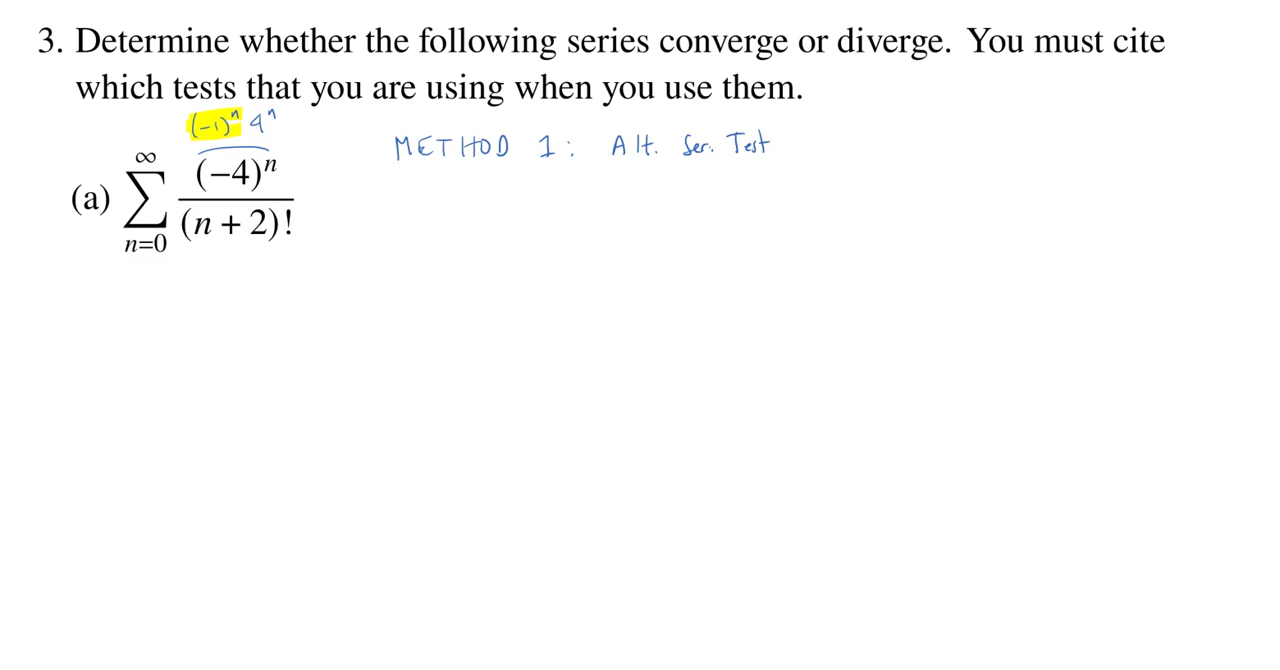 3. Determine whether the following series converge or diverge. You must cite
which tests that you are using when you use them.
(-1)^n 4^n
METHOD 1: Alt. Ser. Test
(a) ∑_{n=0}^{∞} (−4)^n / (n + 2)!